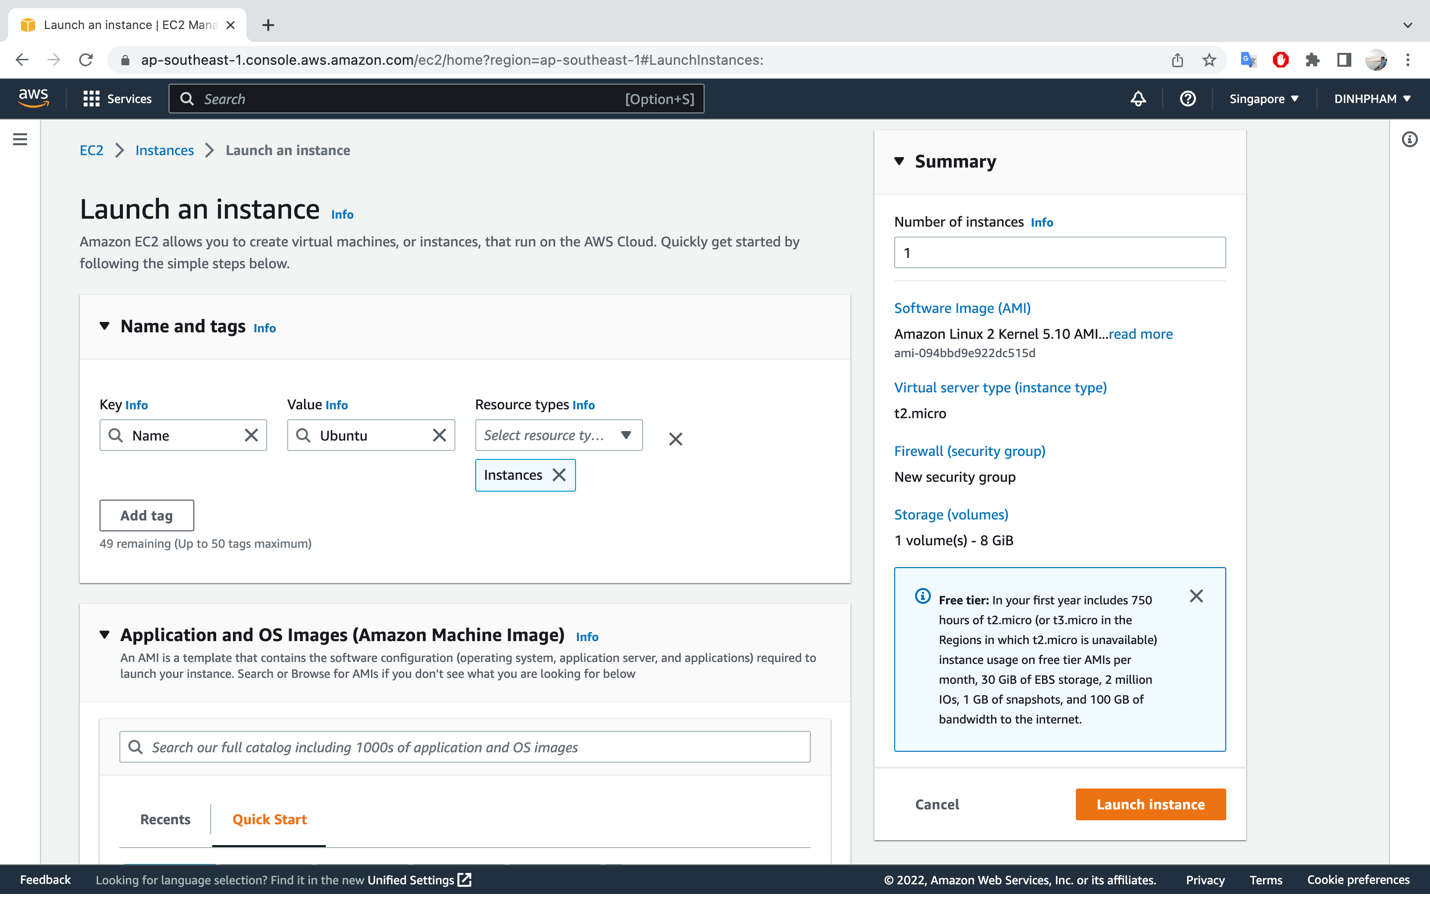 Launch an instance | EC2 Mana
ap-southeast-1.console.aws.amazon.com/ec2/home?region=ap-southeast-1#LaunchInstances:
aws
Services
Search
[Option+S]
Singapore
DINHPHAM
EC2
Instances
Launch an instance
Launch an instance Info
Amazon EC2 allows you to create virtual machines, or instances, that run on the AWS Cloud. Quickly get started by
following the simple steps below.
Name and tags Info
Key Info
Value Info
Resource types Info
Name
Ubuntu
Select resource ty...
Instances
Add tag
49 remaining (Up to 50 tags maximum)
Application and OS Images (Amazon Machine Image) Info
An AMI is a template that contains the software configuration (operating system, application server, and applications) required to
launch your instance. Search or Browse for AMIs if you don't see what you are looking for below
Search our full catalog including 1000s of application and OS images
Recents
Quick Start
Summary
Number of instances Info
1
Software Image (AMI)
Amazon Linux 2 Kernel 5.10 AMI...read more
ami-094bbd9e922dc515d
Virtual server type (instance type)
t2.micro
Firewall (security group)
New security group
Storage (volumes)
1 volume(s) - 8 GiB
Free tier: In your first year includes 750
hours of t2.micro (or t3.micro in the
Regions in which t2.micro is unavailable)
instance usage on free tier AMIs per
month, 30 GiB of EBS storage, 2 million
IOs, 1 GB of snapshots, and 100 GB of
bandwidth to the internet.
Cancel
Launch instance
Feedback
Looking for language selection? Find it in the new Unified Settings
© 2022, Amazon Web Services, Inc. or its affiliates.
Privacy
Terms
Cookie preferences